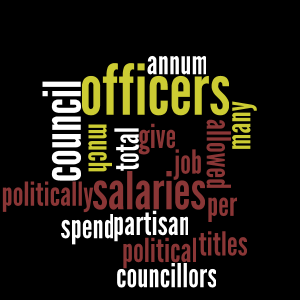 annum
officers
council
much
total
give
allowed
many
job
politically
salaries
per
spend
partisan
political
titles
councillors